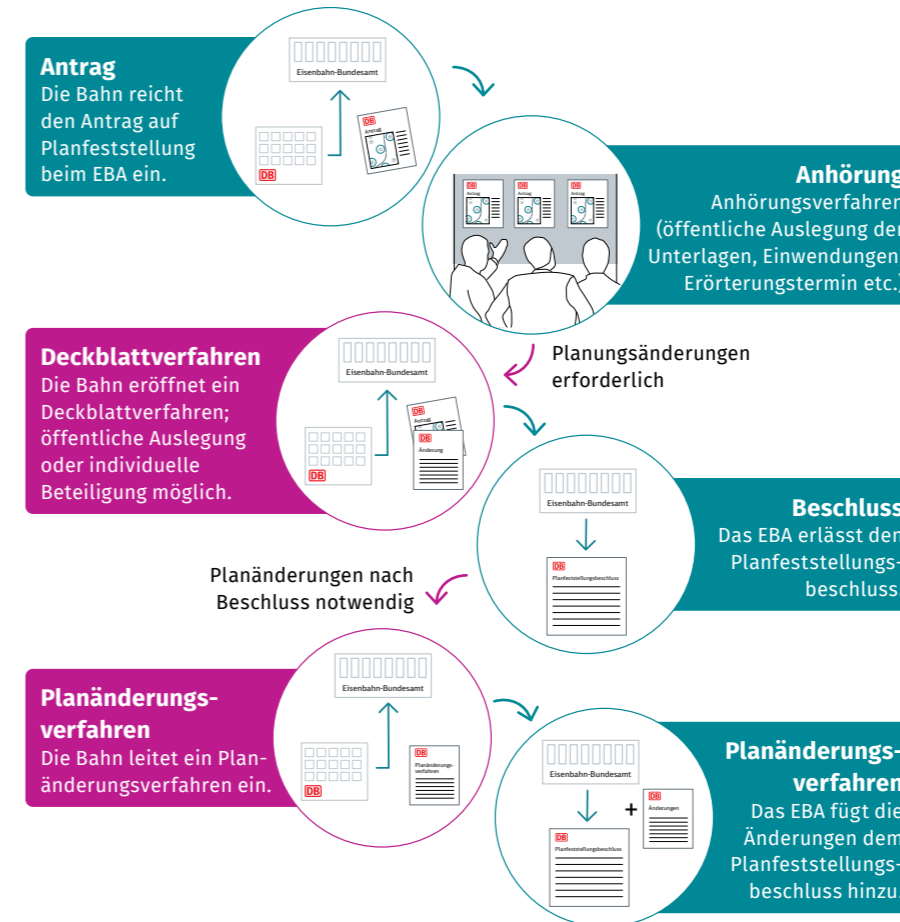 Antrag
Die Bahn reicht
den Antrag auf
Planfeststellung
beim EBA ein.
Eisenbahn-Bundesamt
DB
DB
Antrag
DB
Antrag
DB
Antrag
DB
Antrag
Anhörung
Anhörungsverfahren
(öffentliche Auslegung der
Unterlagen, Einwendungen,
Erörterungstermin etc.)
Planungsänderungen
erforderlich
Deckblattverfahren
Die Bahn eröffnet ein
Deckblattverfahren;
öffentliche Auslegung
oder individuelle
Beteiligung möglich.
Eisenbahn-Bundesamt
DB
DB
Antrag
DB
Änderung
Eisenbahn-Bundesamt
DB
Planfeststellungsbeschluss
Beschluss
Das EBA erlässt den
Planfeststellungs-
beschluss.
Planänderungen nach
Beschluss notwendig
Planänderungs-
verfahren
Die Bahn leitet ein Plan-
änderungsverfahren ein.
Eisenbahn-Bundesamt
DB
DB
Planänderungs-
verfahren
Eisenbahn-Bundesamt
+
DB
Änderungen
DB
Planfeststellungsbeschluss
Planänderungs-
verfahren
Das EBA fügt die
Änderungen dem
Planfeststellungs-
beschluss hinzu.